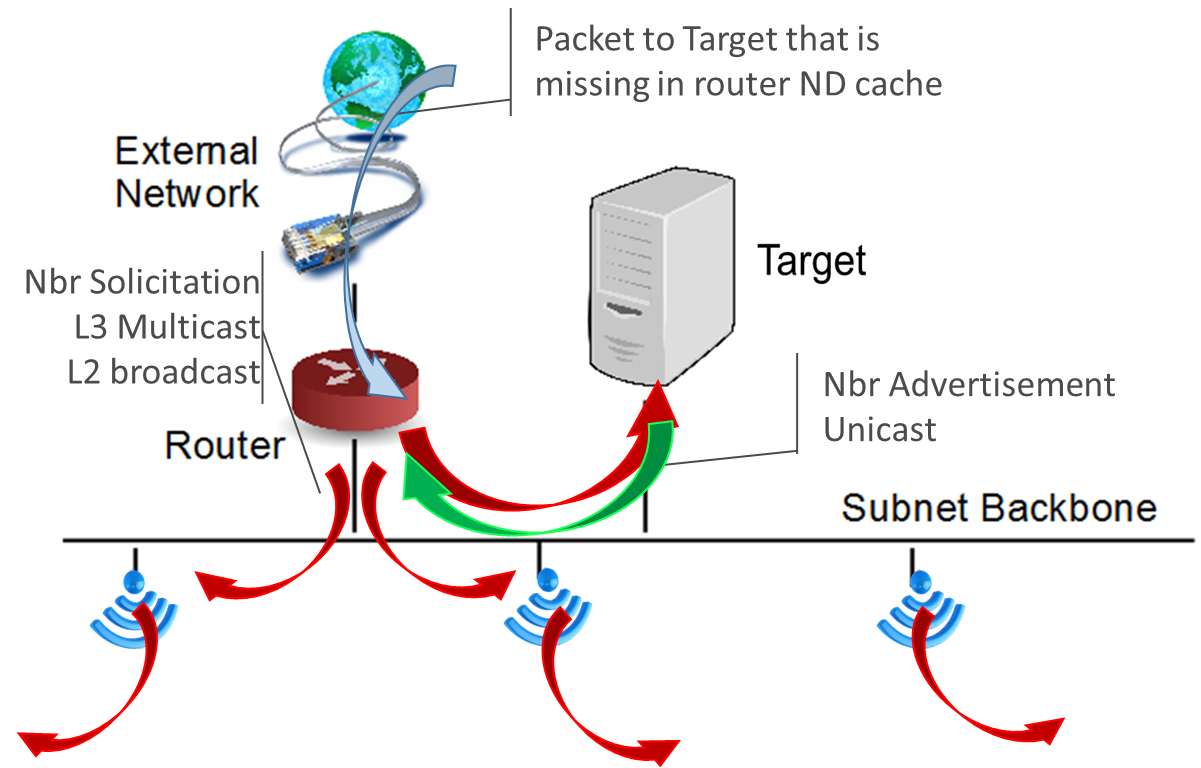 Packet to Target that is
missing in router ND cache
External
Network
Target
Nbr Solicitation
L3 Multicast
L2 broadcast
Nbr Advertisement
Unicast
Router
Subnet Backbone